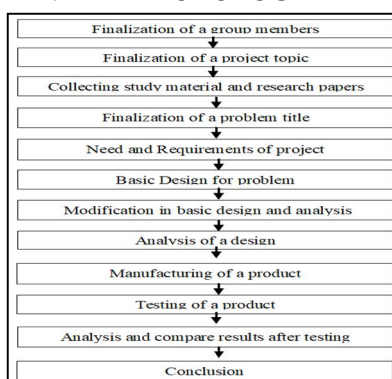 Finalization of a group members
Finalization of a project topic
Collecting study material and research papers
Finalization of a problem title
Need and Requirements of project
Basic Design for problem
Modification in basic design and analysis
Analysis of a design
Manufacturing of a product
Testing of a product
Analysis and compare results after testing
Conclusion